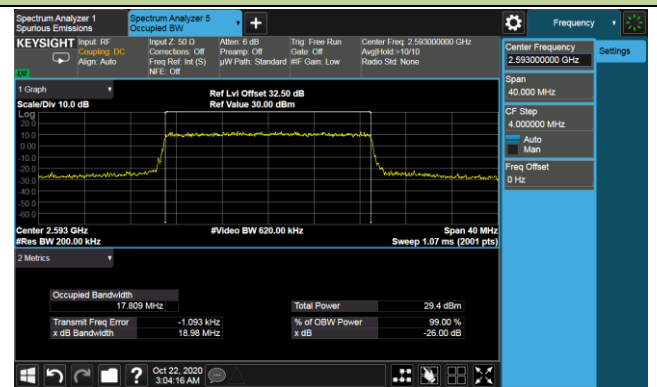 Spectrum Analyzer 1
Spurious Emissions
Spectrum Analyzer 5
Occupied BW
Frequency
KEYSIGHT
Input: RF
Coupling: DC
Align: Auto
Input Z: 50 Ω
Corrections: Off
Freq Ref: Int (S)
NFE: Off
Atten: 6 dB
Preamp: Off
µW Path: Standard
Trig: Free Run
Gate: Off
#IF Gain: Low
Center Freq: 2.593000000 GHz
Avg|Hold:>10/10
Radio Std: None
Center Frequency
2.593000000 GHz
Settings
Span
40.000 MHz
CF Step
4.000000 MHz
Auto
Man
Freq Offset
0 Hz
1 Graph
Scale/Div 10.0 dB
Ref Lvl Offset 32.50 dB
Ref Value 30.00 dBm
Log
20.0
10.0
0.00
-10.0
-20.0
-30.0
-40.0
-50.0
-60.0
Center 2.593 GHz
#Video BW 620.00 kHz
Span 40 MHz
#Res BW 200.00 kHz
Sweep 1.07 ms (2001 pts)
2 Metrics
Occupied Bandwidth
17.809 MHz
Total Power 29.4 dBm
Transmit Freq Error -1.093 kHz
% of OBW Power 99.00 %
x dB Bandwidth 18.98 MHz
x dB -26.00 dB
Oct 22, 2020
3:04:16 AM